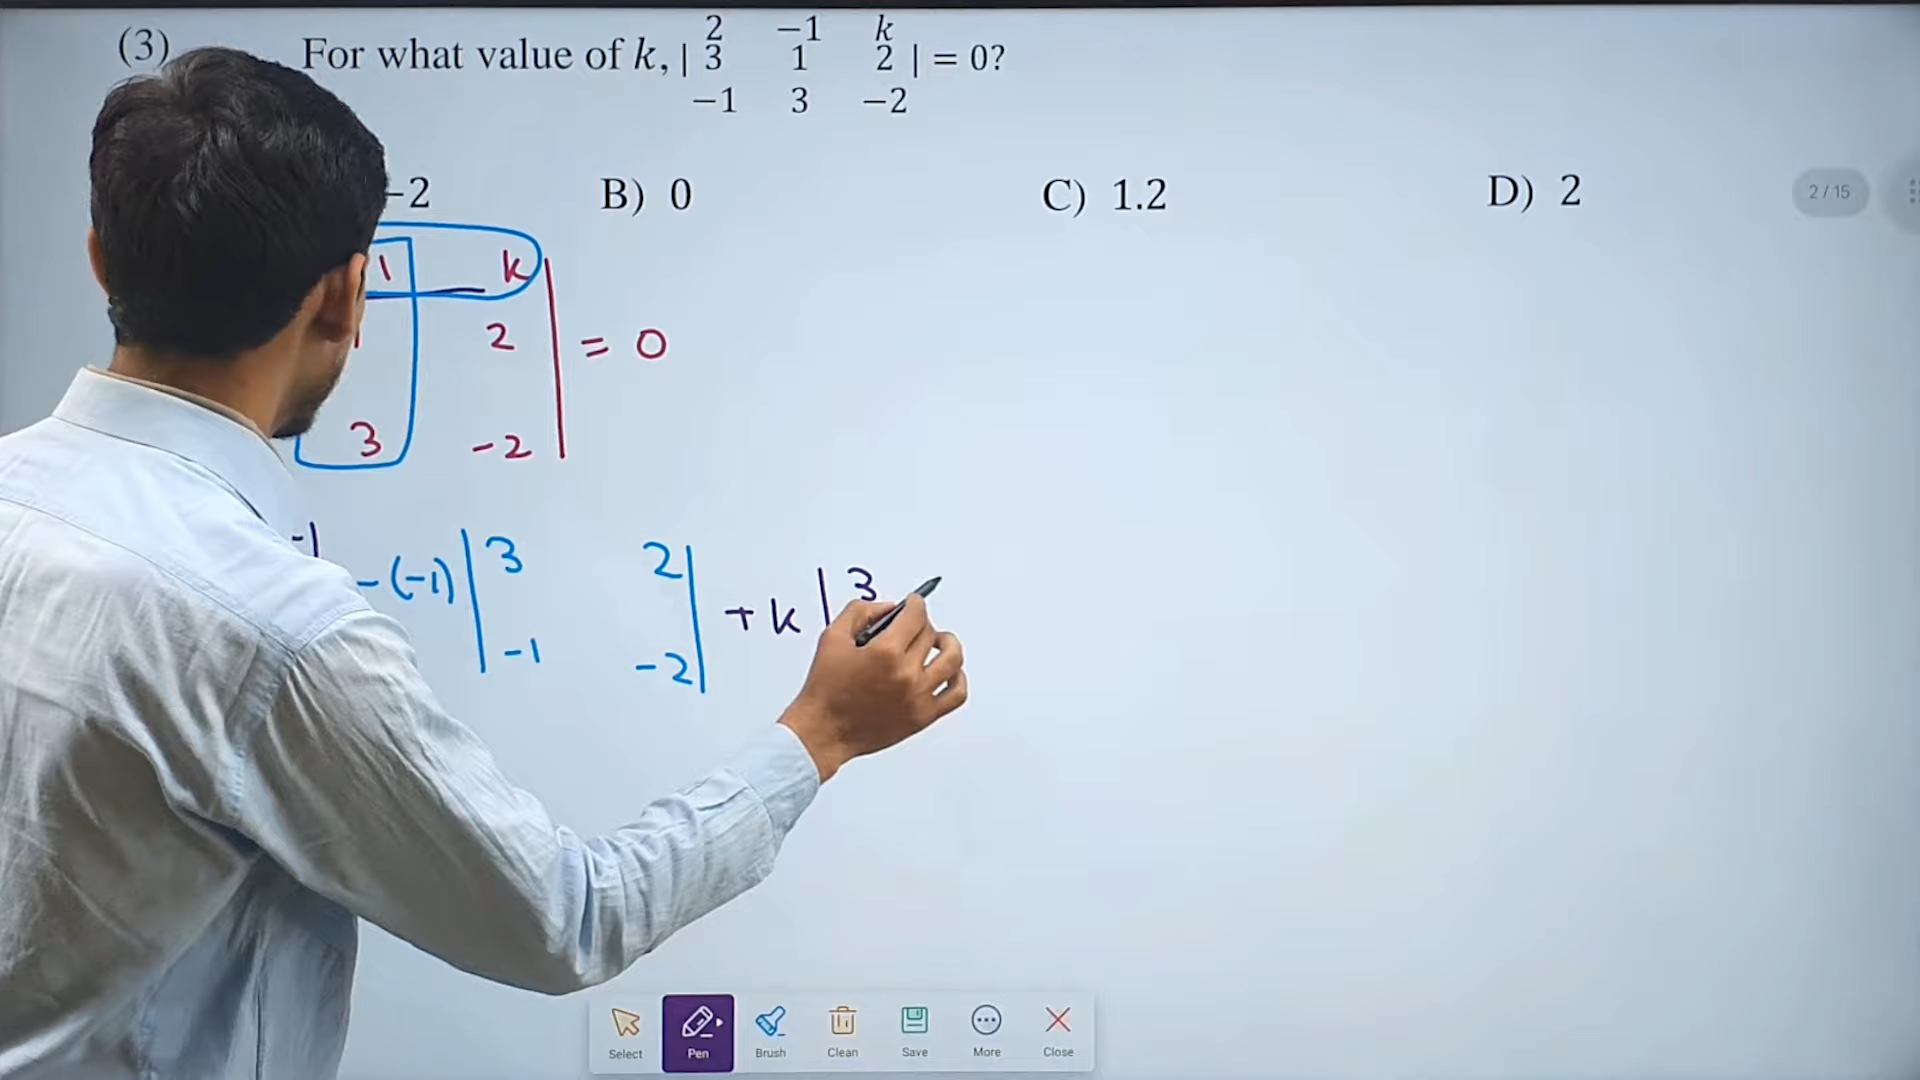 (3) For what value of k, | 2 −1 k
3 1 2 | = 0?
−1 3 −2
−2 B) 0 C) 1.2 D) 2
2 / 15
1 k
2 = 0
3 -2
-1
-(-1) | 3 2 | + k | 3
-1 -2
Select Pen Brush Clean Save More Close